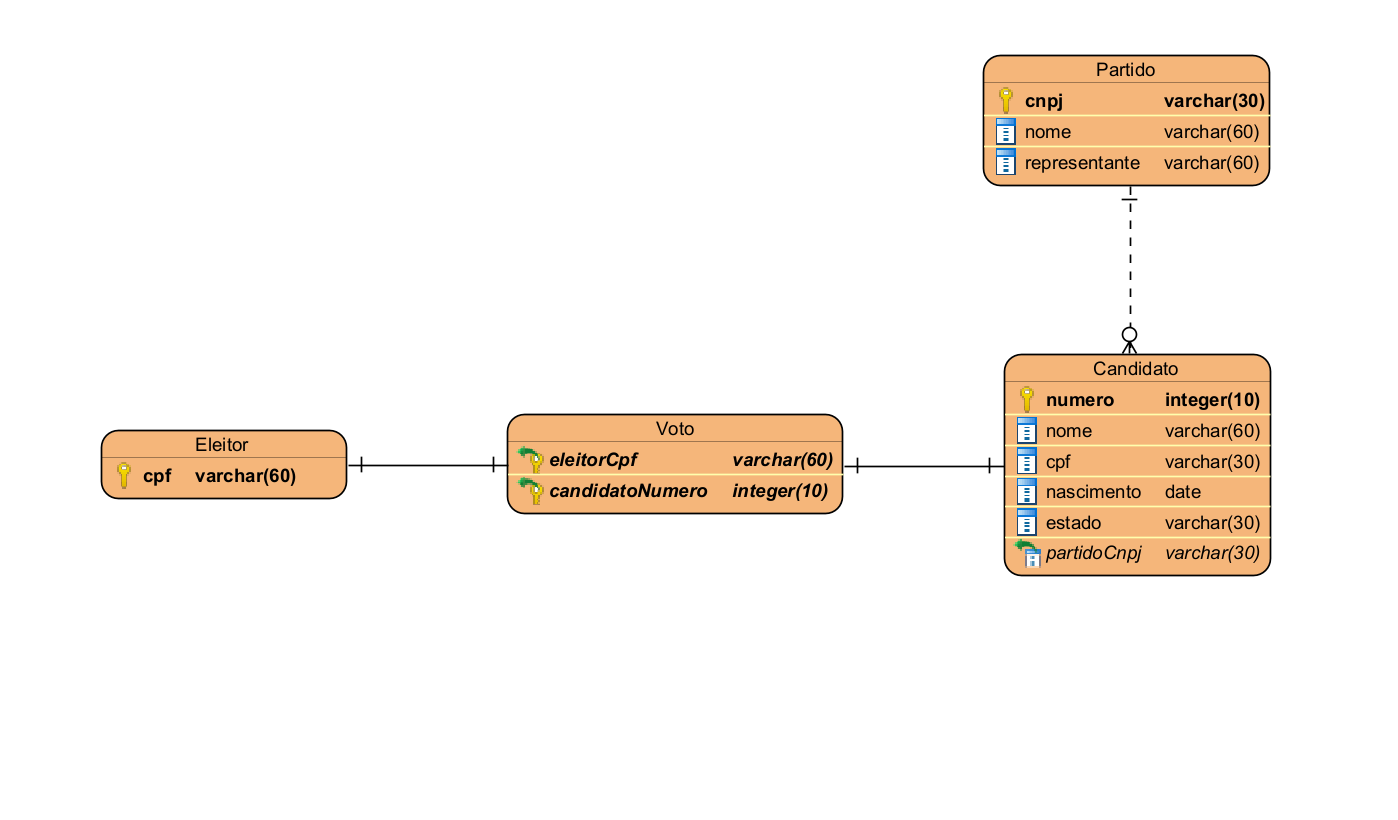 Partido
cnpj varchar(30)
nome varchar(60)
representante varchar(60)
Candidato
numero integer(10)
nome varchar(60)
cpf varchar(30)
nascimento date
estado varchar(30)
partidoCnpj varchar(30)
Voto
eleitorCpf varchar(60)
candidatoNumero integer(10)
Eleitor
cpf varchar(60)